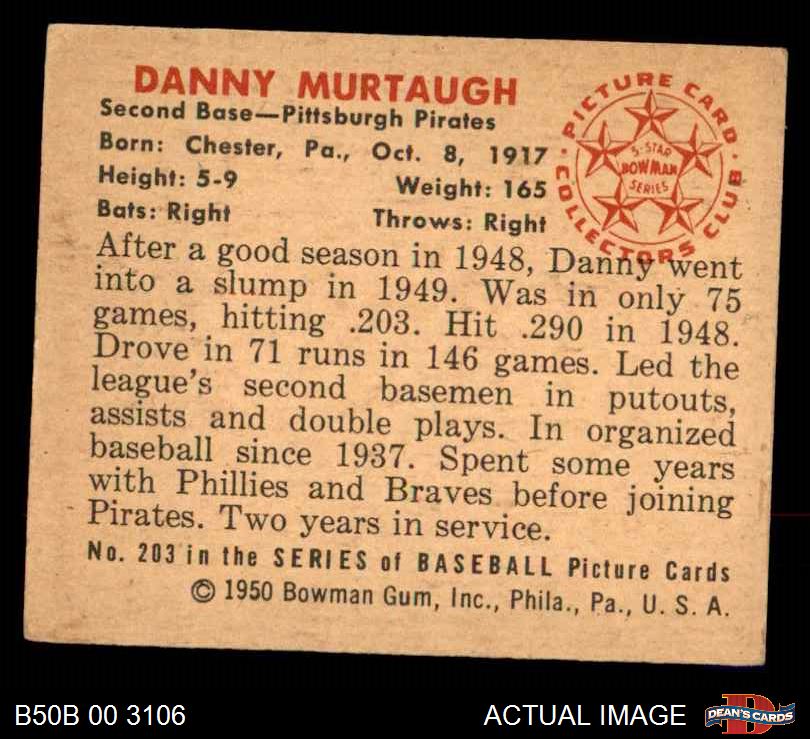 DANNY MURTAUGH
Second Base—Pittsburgh Pirates
Born: Chester, Pa., Oct. 8, 1917
Height: 5-9 Weight: 165
Bats: Right Throws: Right
PICTURE CARD
COLLECTORS CLUB
5-STAR
BOWMAN
SERIES
After a good season in 1948, Danny went
into a slump in 1949. Was in only 75
games, hitting .203. Hit .290 in 1948.
Drove in 71 runs in 146 games. Led the
league's second basemen in putouts,
assists and double plays. In organized
baseball since 1937. Spent some years
with Phillies and Braves before joining
Pirates. Two years in service.
No. 203 in the SERIES of BASEBALL Picture Cards
© 1950 Bowman Gum, Inc., Phila., Pa., U. S. A.
B50B 00 3106
ACTUAL IMAGE
D
DEAN'S CARDS